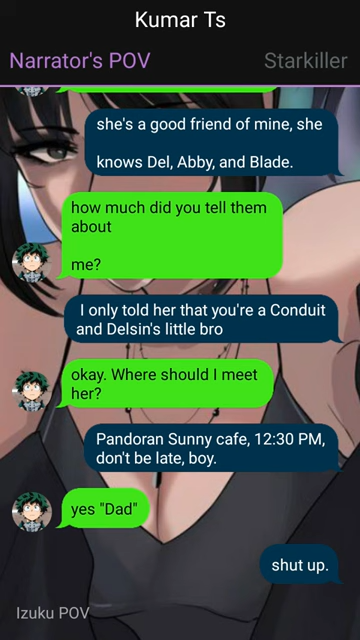 Kumar Ts
Narrator's POV
Starkiller
she's a good friend of mine, she
knows Del, Abby, and Blade.
how much did you tell them
about
me?
I only told her that you're a Conduit
and Delsin's little bro
okay. Where should I meet
her?
Pandoran Sunny cafe, 12:30 PM,
don't be late, boy.
yes "Dad"
shut up.
Izuku POV